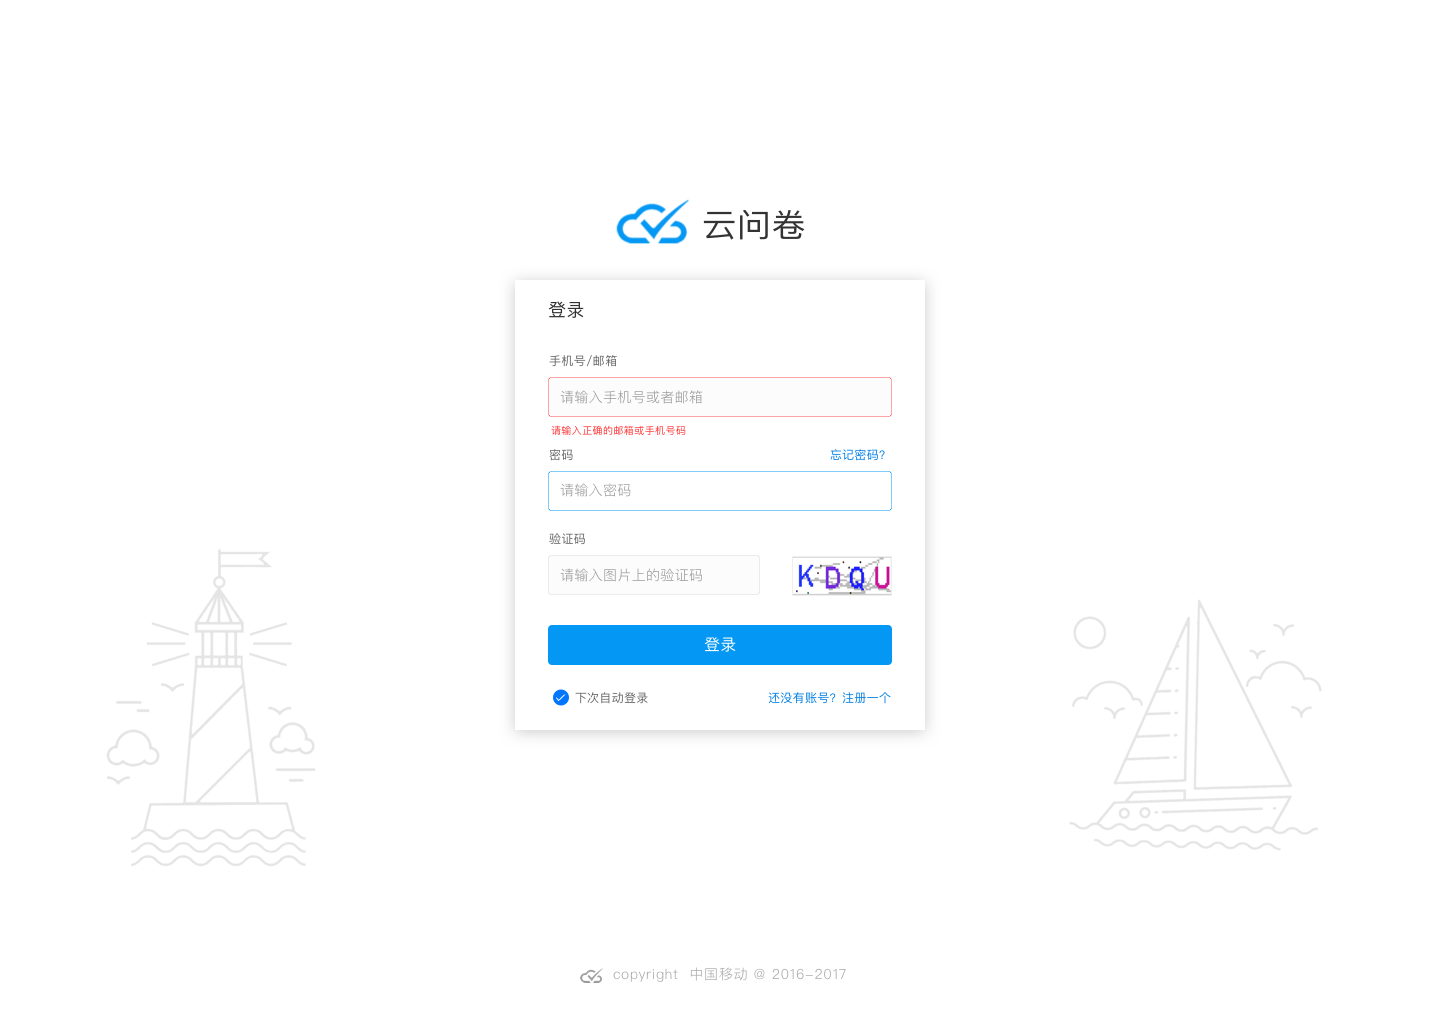 云问卷
登录
手机号/邮箱
请输入手机号或者邮箱
请输入正确的邮箱或手机号码
密码 忘记密码?
请输入密码
验证码
请输入图片上的验证码 KDQU
登录
下次自动登录 还没有账号? 注册一个
copyright 中国移动 @ 2016-2017